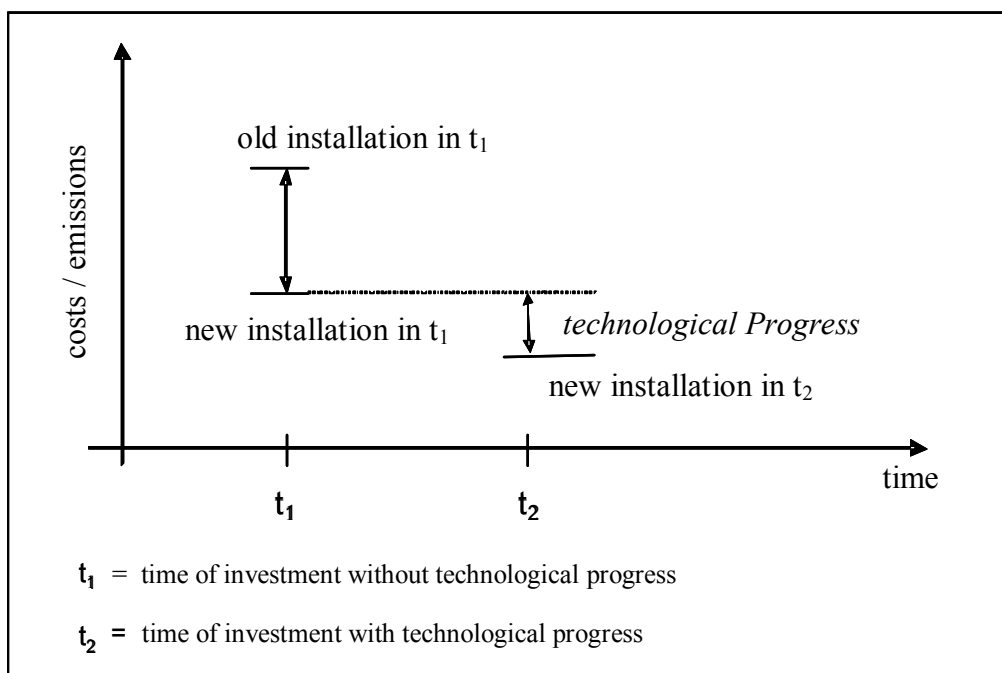 old installation in t₁
costs / emissions
new installation in t₁
technological Progress
new installation in t₂
time
t₁
t₂
t₁ = time of investment without technological progress
t₂ = time of investment with technological progress